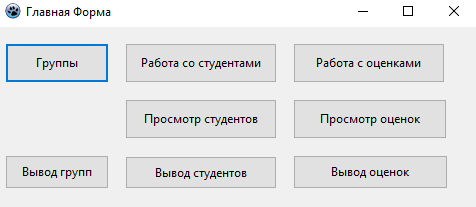 Главная Форма
Группы
Работа со студентами
Работа с оценками
Просмотр студентов
Просмотр оценок
Вывод групп
Вывод студентов
Вывод оценок